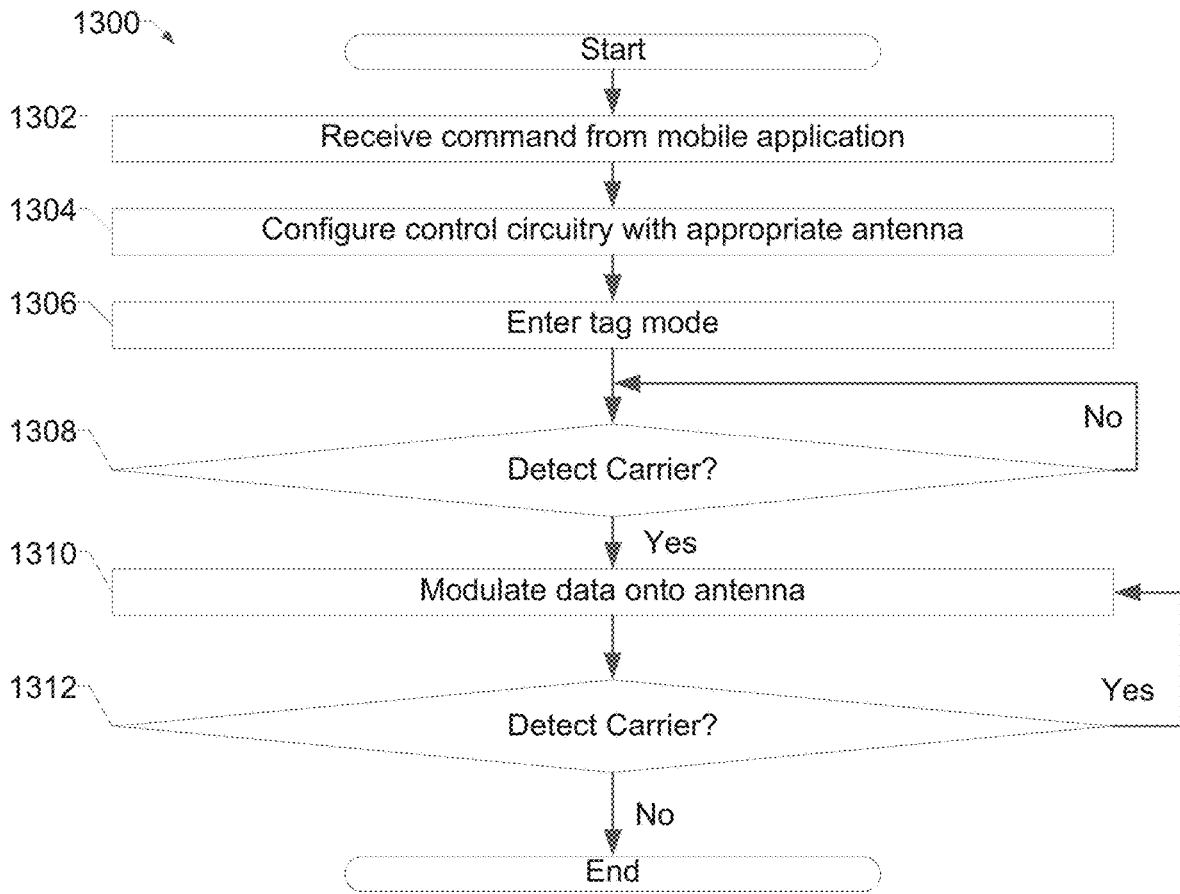 1300
Start
1302
Receive command from mobile application
1304
Configure control circuitry with appropriate antenna
1306
Enter tag mode
No
1308
Detect Carrier?
Yes
1310
Modulate data onto antenna
1312
Yes
Detect Carrier?
No
End